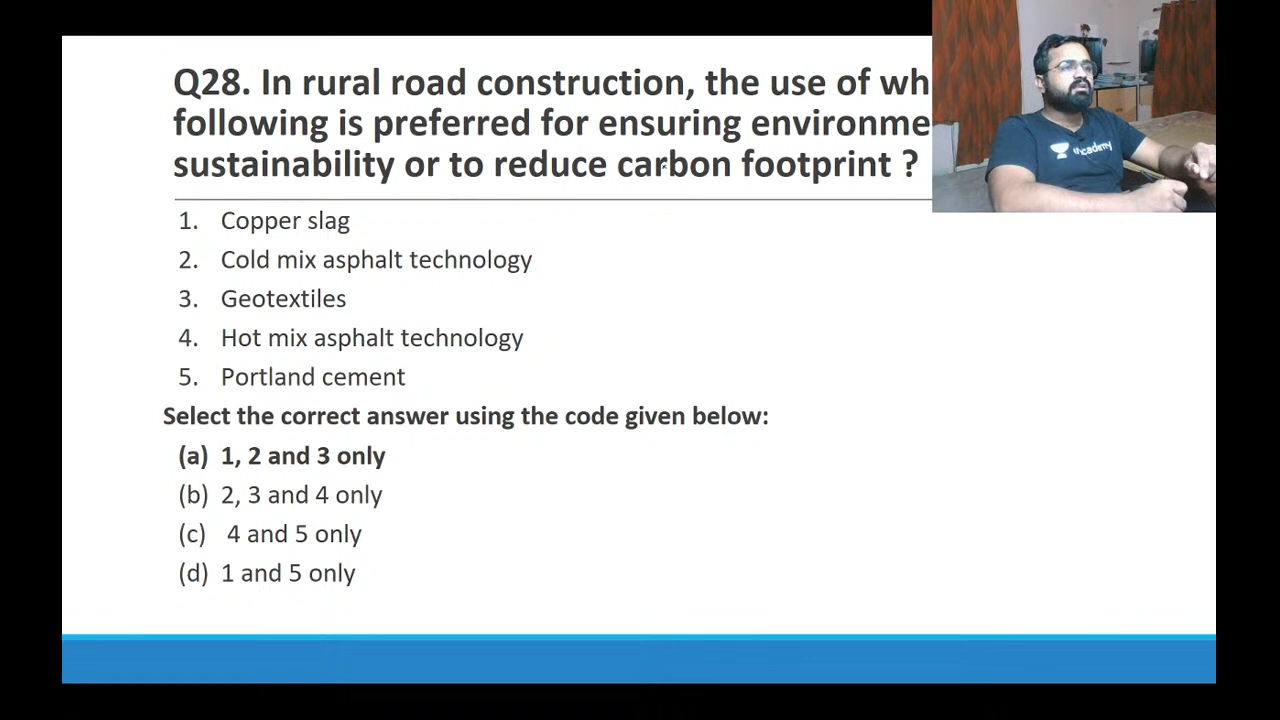 Q28. In rural road construction, the use of wh
following is preferred for ensuring environme
sustainability or to reduce carbon footprint ?
1. Copper slag
2. Cold mix asphalt technology
3. Geotextiles
4. Hot mix asphalt technology
5. Portland cement
Select the correct answer using the code given below:
(a) 1, 2 and 3 only
(b) 2, 3 and 4 only
(c) 4 and 5 only
(d) 1 and 5 only